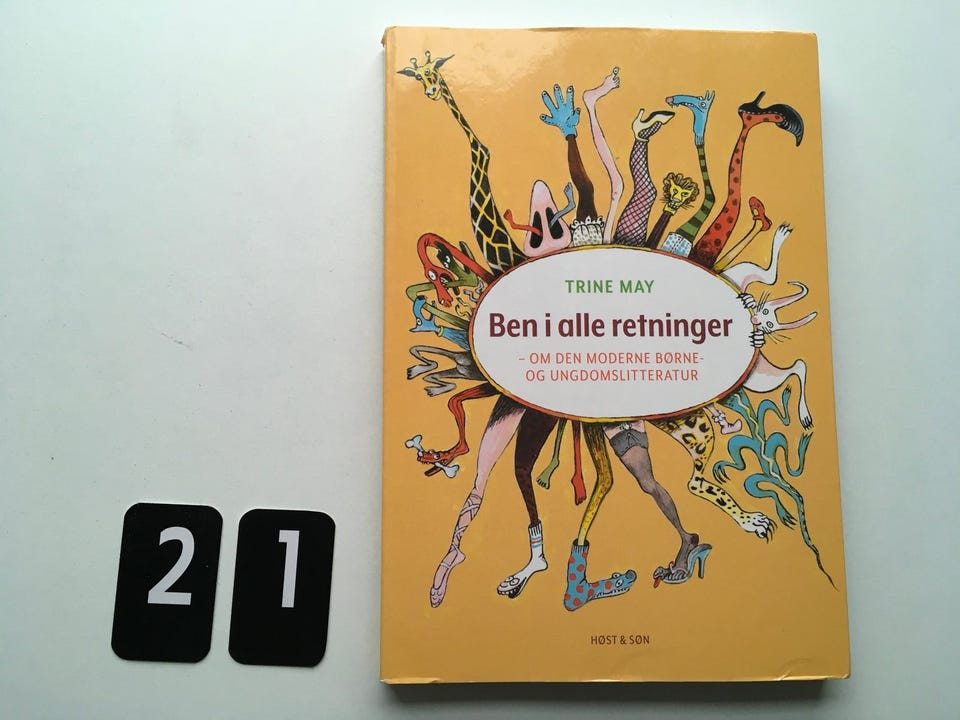 TRINE MAY
Ben i alle retninger
– OM DEN MODERNE BØRNE-
OG UNGDOMSLITTERATUR
HØST & SØN
2 1